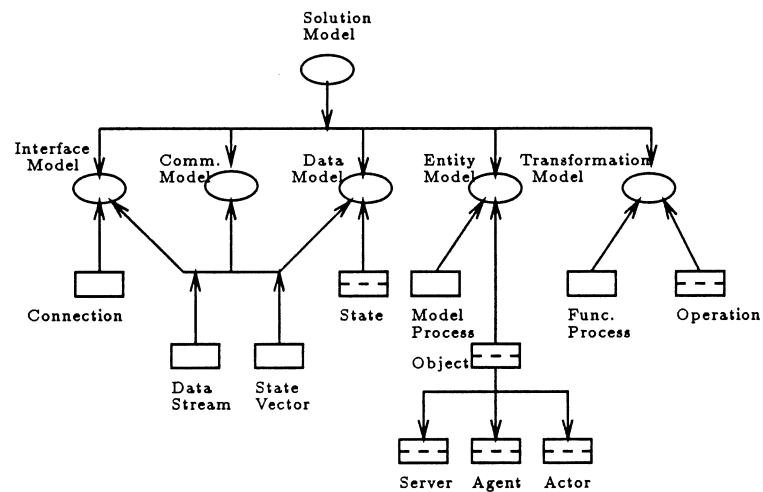 Solution
Model
Interface
Model
Comm.
Model
Data
Model
Entity
Model
Transformation
Model
Connection
State
Model
Process
Func.
Process
Operation
Object
Data
Stream
State
Vector
Server
Agent
Actor